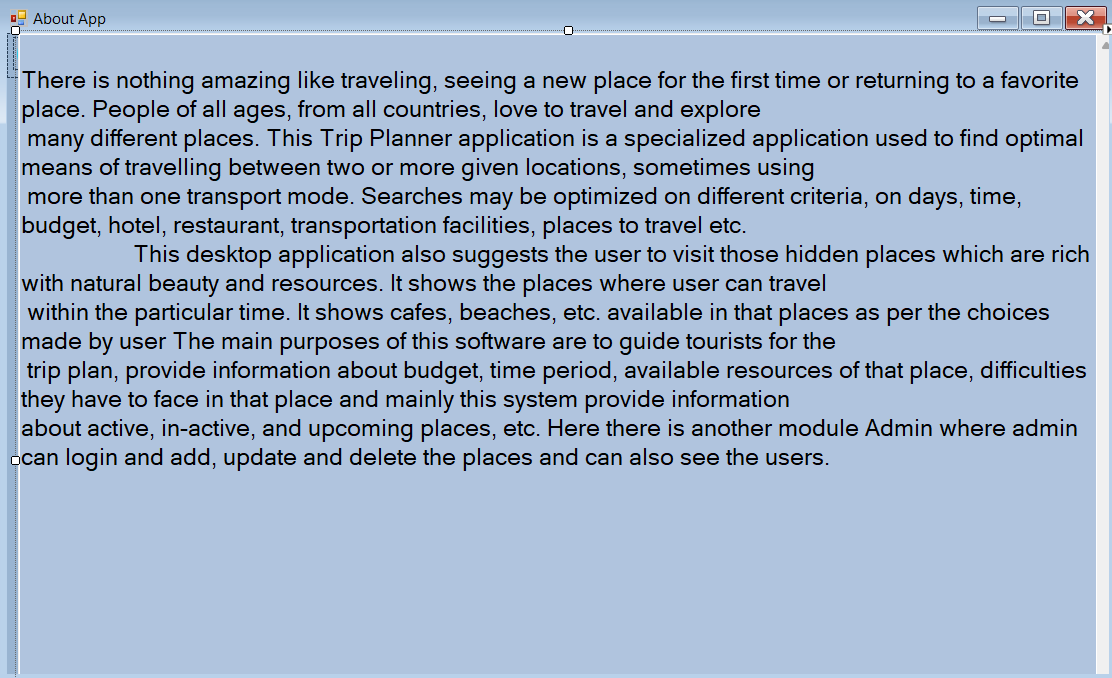 About App
There is nothing amazing like traveling, seeing a new place for the first time or returning to a favorite
place. People of all ages, from all countries, love to travel and explore
many different places. This Trip Planner application is a specialized application used to find optimal
means of travelling between two or more given locations, sometimes using
more than one transport mode. Searches may be optimized on different criteria, on days, time,
budget, hotel, restaurant, transportation facilities, places to travel etc.
This desktop application also suggests the user to visit those hidden places which are rich
with natural beauty and resources. It shows the places where user can travel
within the particular time. It shows cafes, beaches, etc. available in that places as per the choices
made by user The main purposes of this software are to guide tourists for the
trip plan, provide information about budget, time period, available resources of that place, difficulties
they have to face in that place and mainly this system provide information
about active, in-active, and upcoming places, etc. Here there is another module Admin where admin
can login and add, update and delete the places and can also see the users.